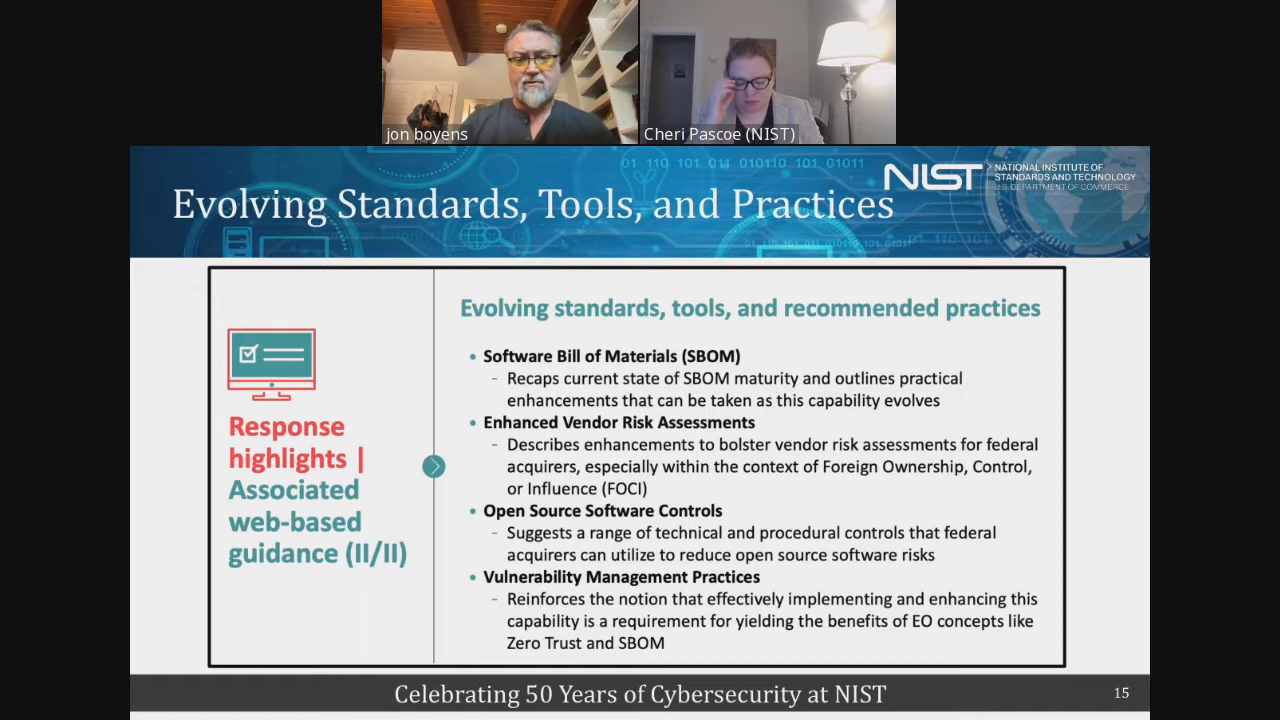 jon boyens
Cheri Pascoe (NIST)
01 110 101 011 010110 101 01011
NIST
NATIONAL INSTITUTE OF
STANDARDS AND TECHNOLOGY
U.S. DEPARTMENT OF COMMERCE
Evolving Standards, Tools, and Practices
Evolving standards, tools, and recommended practices
Response
highlights |
Associated
web-based
guidance (II/II)
• Software Bill of Materials (SBOM)
- Recaps current state of SBOM maturity and outlines practical
enhancements that can be taken as this capability evolves
• Enhanced Vendor Risk Assessments
- Describes enhancements to bolster vendor risk assessments for federal
acquirers, especially within the context of Foreign Ownership, Control,
or Influence (FOCI)
• Open Source Software Controls
- Suggests a range of technical and procedural controls that federal
acquirers can utilize to reduce open source software risks
• Vulnerability Management Practices
- Reinforces the notion that effectively implementing and enhancing this
capability is a requirement for yielding the benefits of EO concepts like
Zero Trust and SBOM
Celebrating 50 Years of Cybersecurity at NIST
15